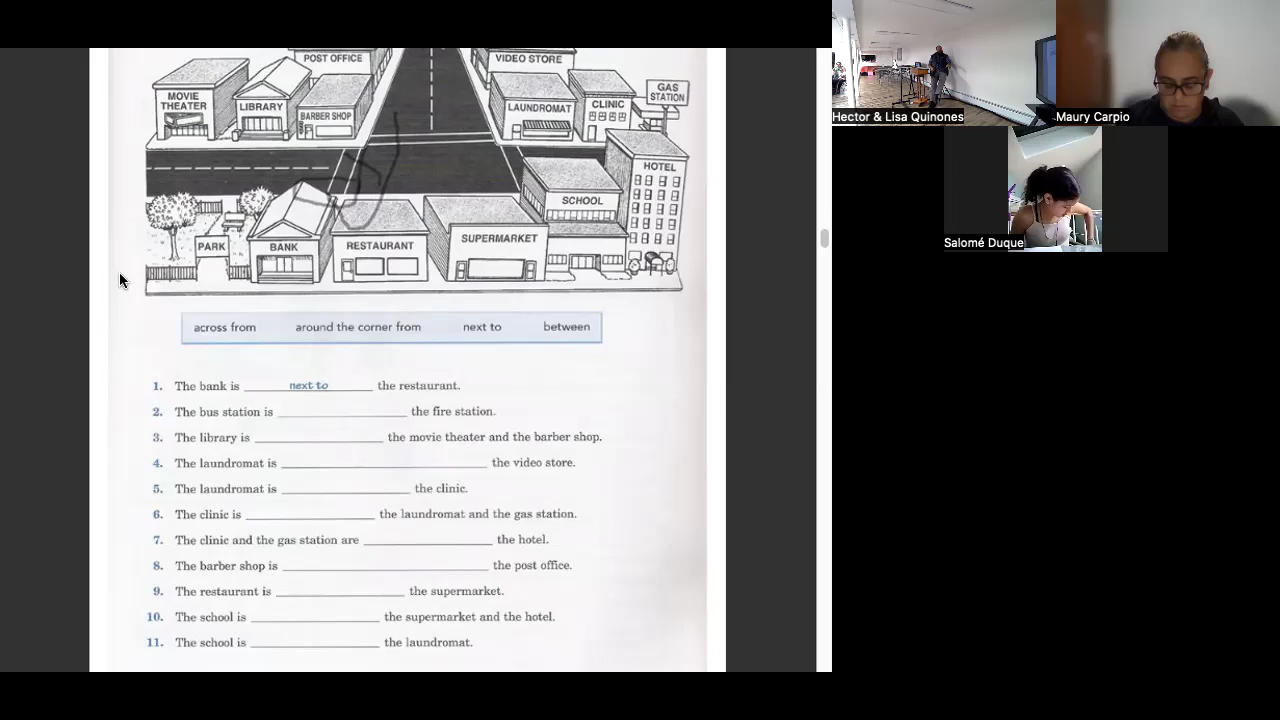 POST OFFICE
VIDEO STORE
MOVIE
THEATER
LIBRARY
BARBER SHOP
LAUNDROMAT
CLINIC
GAS
STATION
HOTEL
SCHOOL
PARK
BANK
RESTAURANT
SUPERMARKET
across from around the corner from next to between
1. The bank is next to the restaurant.
2. The bus station is the fire station.
3. The library is the movie theater and the barber shop.
4. The laundromat is the video store.
5. The laundromat is the clinic.
6. The clinic is the laundromat and the gas station.
7. The clinic and the gas station are the hotel.
8. The barber shop is the post office.
9. The restaurant is the supermarket.
10. The school is the supermarket and the hotel.
11. The school is the laundromat.
Hector & Lisa Quinones
Maury Carpio
Salomé Duque